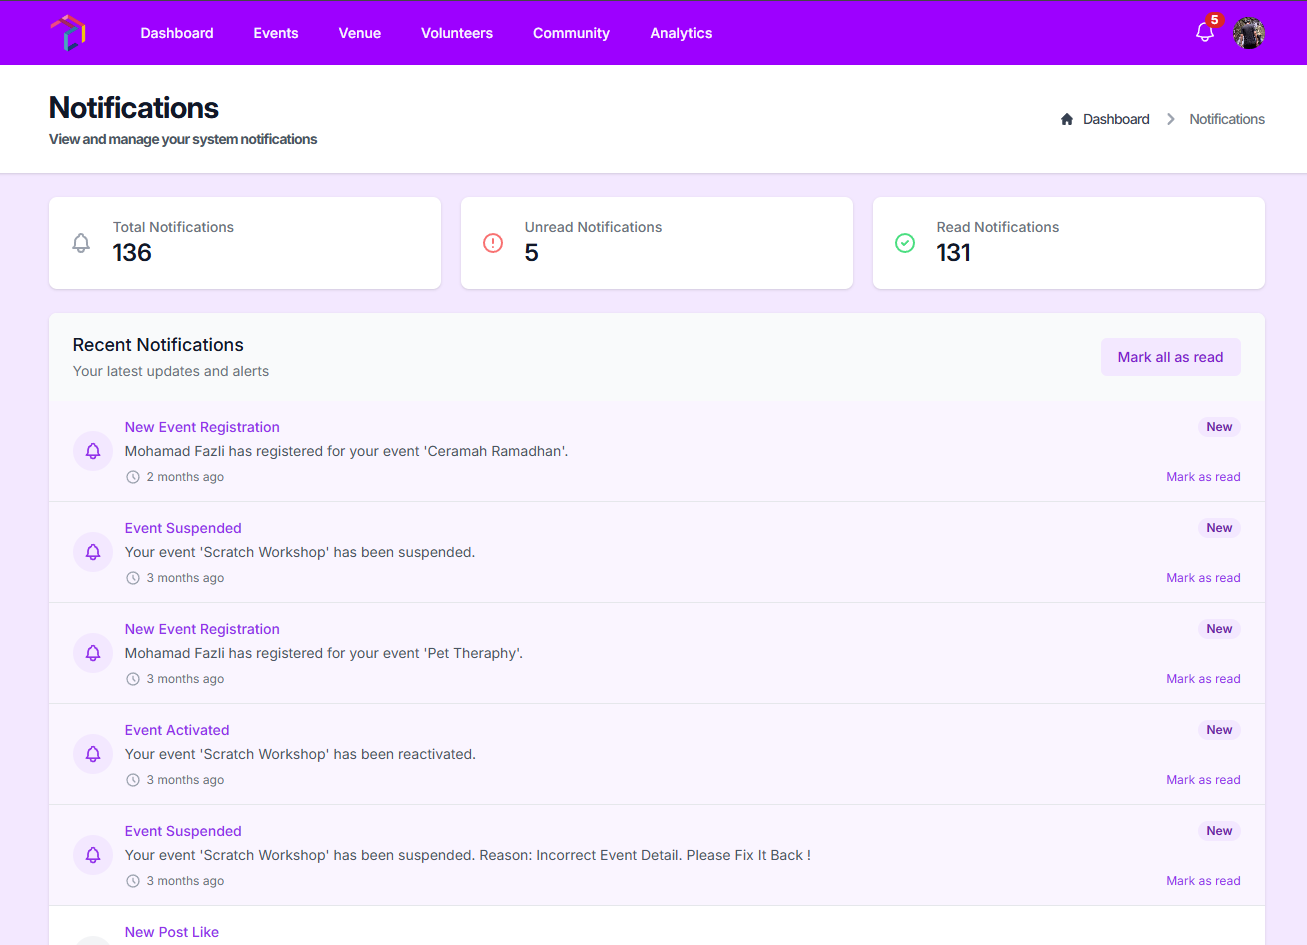 Dashboard Events Venue Volunteers Community Analytics 5
Notifications
View and manage your system notifications
Dashboard Notifications
Total Notifications
136
Unread Notifications
5
Read Notifications
131
Recent Notifications
Your latest updates and alerts
Mark all as read
New Event Registration New
Mohamad Fazli has registered for your event 'Ceramah Ramadhan'.
2 months ago Mark as read
Event Suspended New
Your event 'Scratch Workshop' has been suspended.
3 months ago Mark as read
New Event Registration New
Mohamad Fazli has registered for your event 'Pet Theraphy'.
3 months ago Mark as read
Event Activated New
Your event 'Scratch Workshop' has been reactivated.
3 months ago Mark as read
Event Suspended New
Your event 'Scratch Workshop' has been suspended. Reason: Incorrect Event Detail. Please Fix It Back !
3 months ago Mark as read
New Post Like